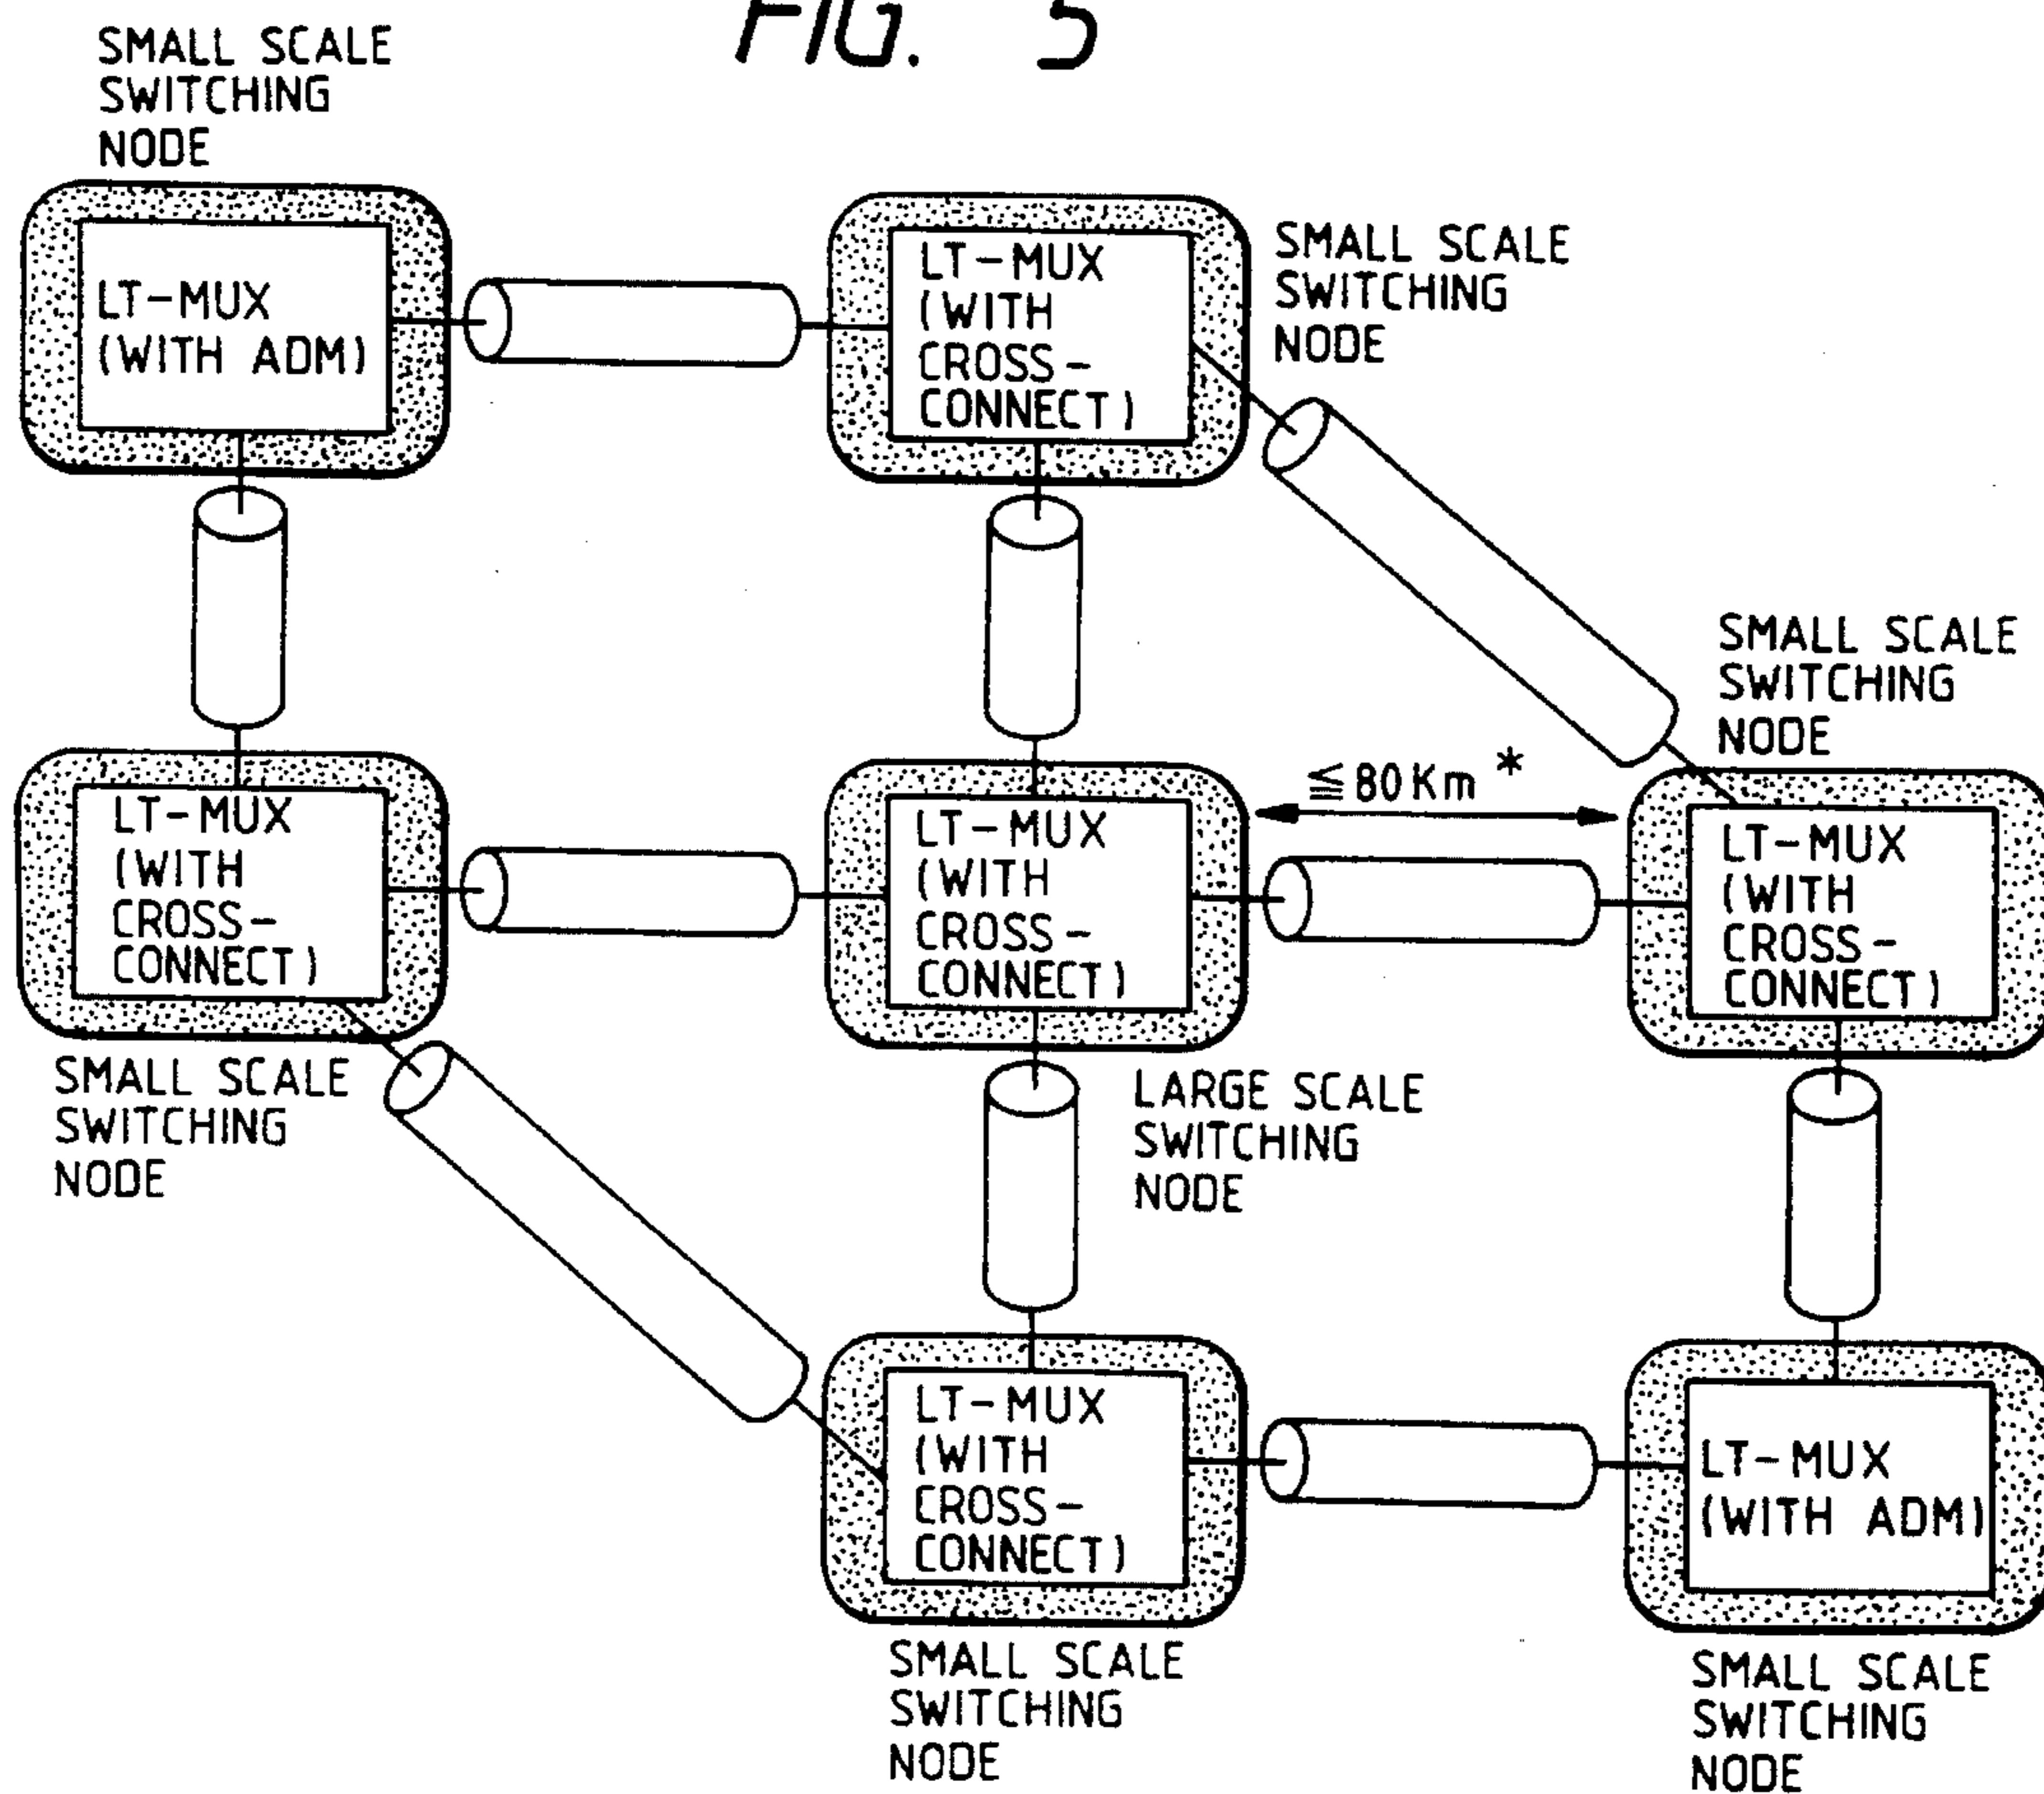 FIG. 5
SMALL SCALE
SWITCHING
NODE
LT-MUX
(WITH ADM)
LT-MUX
(WITH
CROSS-
CONNECT)
SMALL SCALE
SWITCHING
NODE
SMALL SCALE
SWITCHING
NODE
LT-MUX
(WITH
CROSS-
CONNECT)
SMALL SCALE
SWITCHING
NODE
LT-MUX
(WITH
CROSS-
CONNECT)
LARGE SCALE
SWITCHING
NODE
≦80Km *
LT-MUX
(WITH
CROSS-
CONNECT)
LT-MUX
(WITH
CROSS-
CONNECT)
SMALL SCALE
SWITCHING
NODE
LT-MUX
(WITH ADM)
SMALL SCALE
SWITCHING
NODE